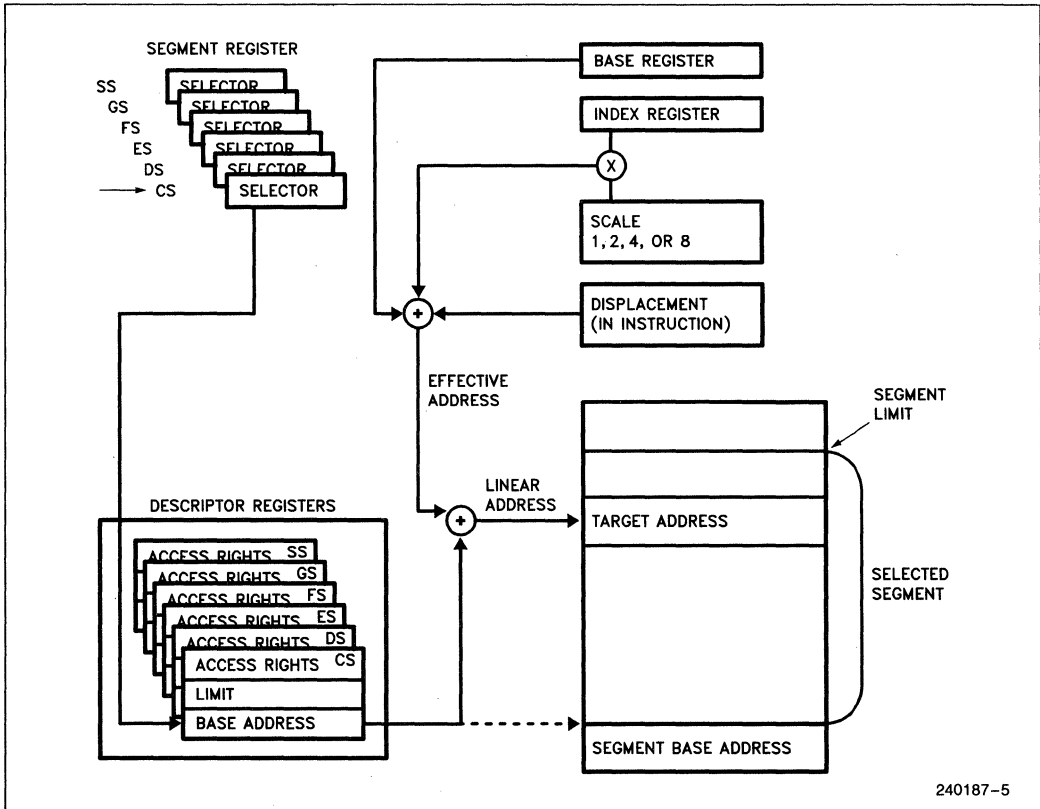 SEGMENT REGISTER
SS
GS
FS
ES
DS
CS
SELECTOR
SELECTOR
SELECTOR
SELECTOR
SELECTOR
SELECTOR
BASE REGISTER
INDEX REGISTER
X
SCALE
1, 2, 4, OR 8
DISPLACEMENT
(IN INSTRUCTION)
+
EFFECTIVE
ADDRESS
SEGMENT
LIMIT
LINEAR
ADDRESS
+
TARGET ADDRESS
SELECTED
SEGMENT
SEGMENT BASE ADDRESS
DESCRIPTOR REGISTERS
ACCESS RIGHTS SS
ACCESS RIGHTS GS
ACCESS RIGHTS FS
ACCESS RIGHTS ES
ACCESS RIGHTS DS
ACCESS RIGHTS CS
LIMIT
BASE ADDRESS
240187-5